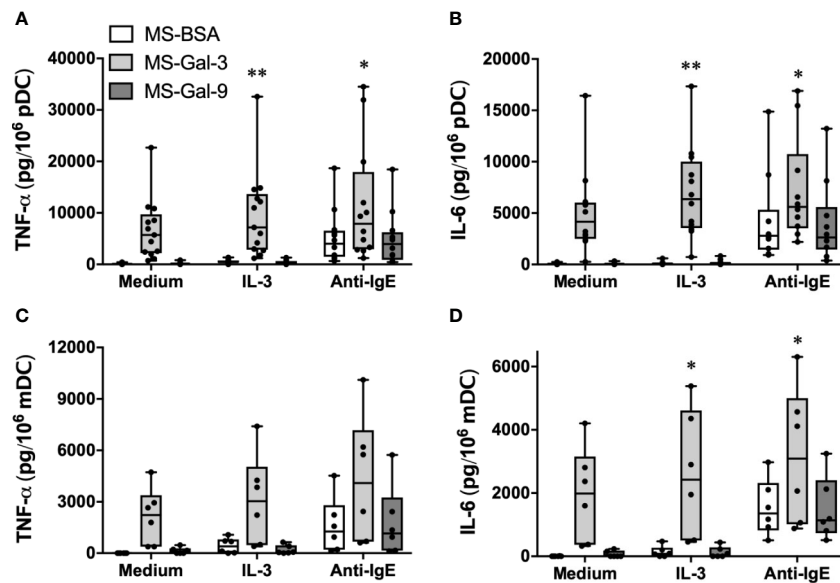 A
MS-BSA
MS-Gal-3
MS-Gal-9
TNF-α (pg/10⁶ pDC)
40000
30000
20000
10000
0
** *
Medium IL-3 Anti-IgE
B
IL-6 (pg/10⁶ pDC)
20000
15000
10000
5000
0
** *
Medium IL-3 Anti-IgE
C
TNF-α (pg/10⁶ mDC)
12000
9000
6000
3000
0
Medium IL-3 Anti-IgE
D
IL-6 (pg/10⁶ mDC)
6000
4000
2000
0
* *
Medium IL-3 Anti-IgE